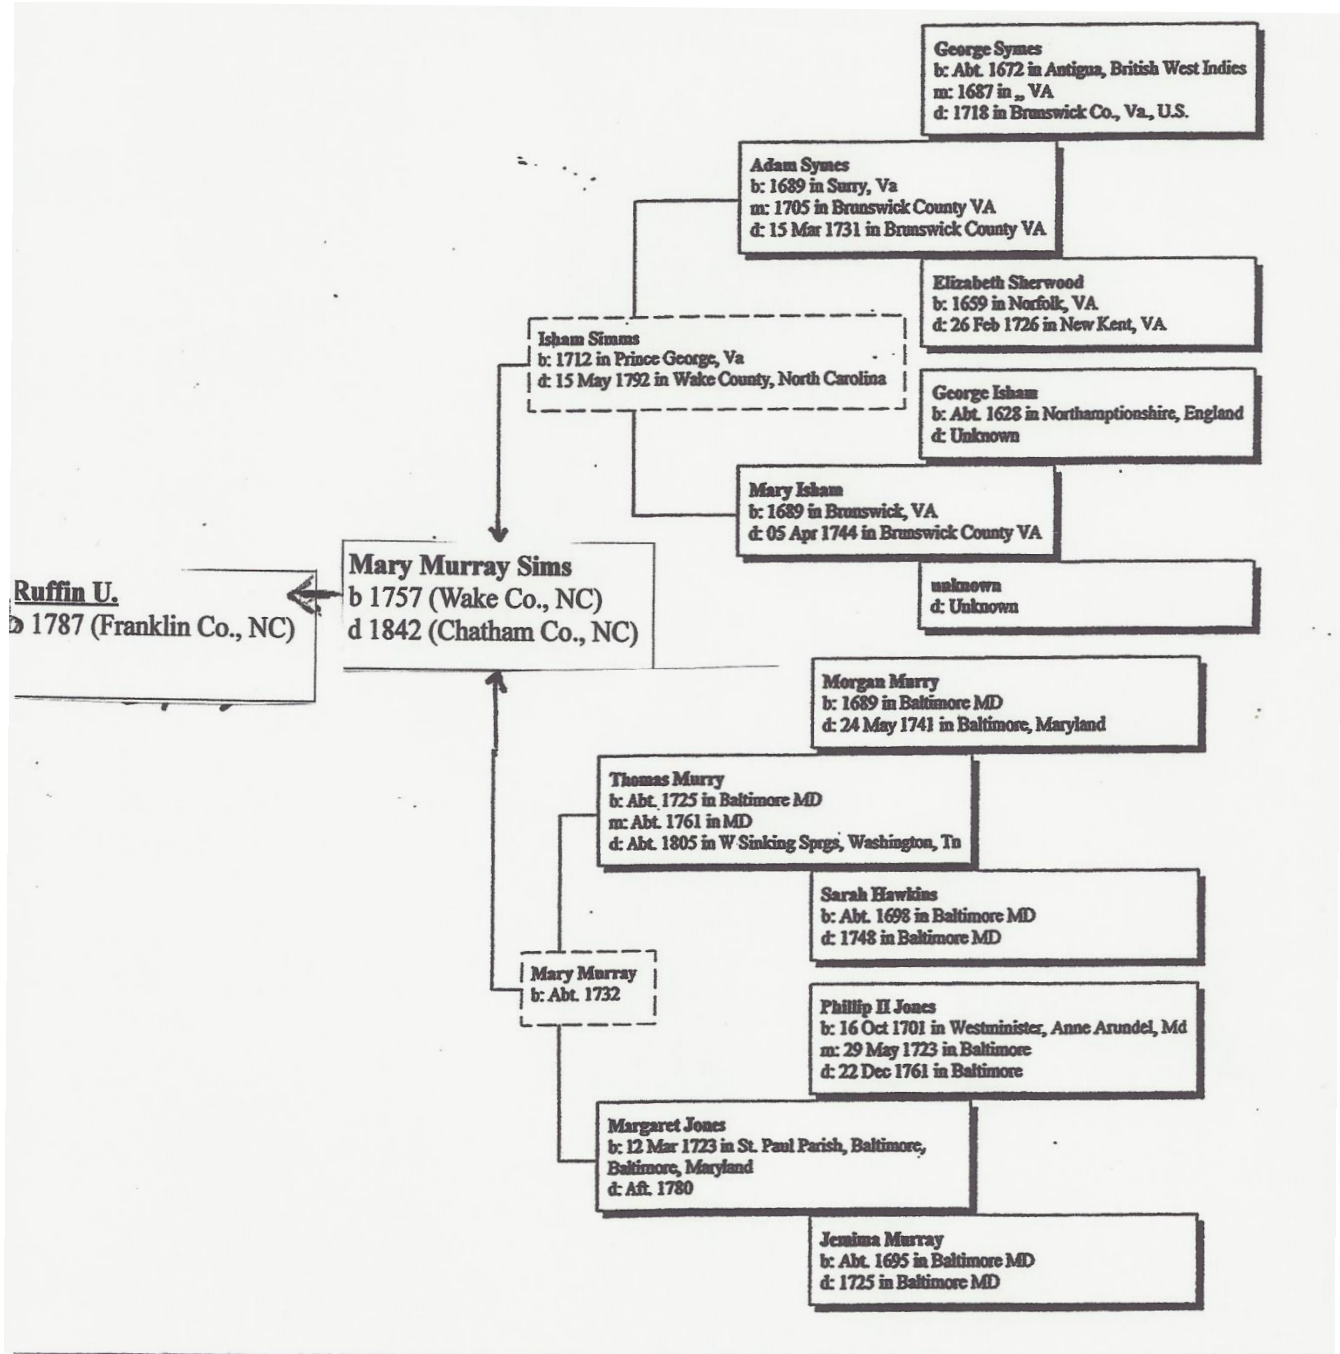 George Symes
b: Abt. 1672 in Antigua, British West Indies
m: 1687 in ,, VA
d: 1718 in Brunswick Co., Va., U.S.
Adam Symes
b: 1689 in Surry, Va
m: 1705 in Brunswick County VA
d: 15 Mar 1731 in Brunswick County VA
Elizabeth Sherwood
b: 1659 in Norfolk, VA
d: 26 Feb 1726 in New Kent, VA
Isham Simms
b: 1712 in Prince George, Va
d: 15 May 1792 in Wake County, North Carolina
George Isham
b: Abt. 1628 in Northamptionshire, England
d: Unknown
Mary Isham
b: 1689 in Brunswick, VA
d: 05 Apr 1744 in Brunswick County VA
unknown
d: Unknown
Mary Murray Sims
b 1757 (Wake Co., NC)
d 1842 (Chatham Co., NC)
Ruffin U.
b 1787 (Franklin Co., NC)
Morgan Murry
b: 1689 in Baltimore MD
d: 24 May 1741 in Baltimore, Maryland
Thomas Murry
b: Abt. 1725 in Baltimore MD
m: Abt. 1761 in MD
d: Abt. 1805 in W Sinking Sprgs, Washington, Tn
Sarah Hawkins
b: Abt. 1698 in Baltimore MD
d: 1748 in Baltimore MD
Mary Murray
b: Abt. 1732
Phillip II Jones
b: 16 Oct 1701 in Westminister, Anne Arundel, Md
m: 29 May 1723 in Baltimore
d: 22 Dec 1761 in Baltimore
Margaret Jones
b: 12 Mar 1723 in St. Paul Parish, Baltimore,
Baltimore, Maryland
d: Aft. 1780
Jemima Murray
b: Abt. 1695 in Baltimore MD
d: 1725 in Baltimore MD